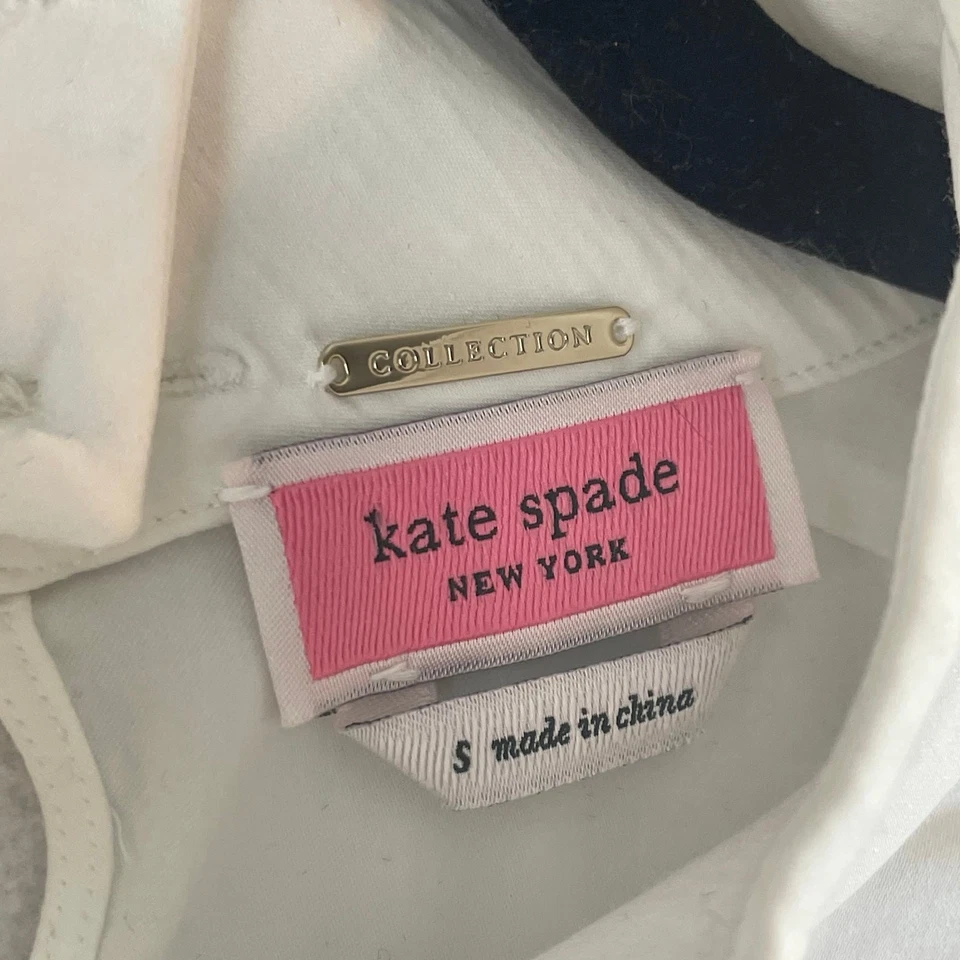 COLLECTION
kate spade
NEW YORK
S made in china